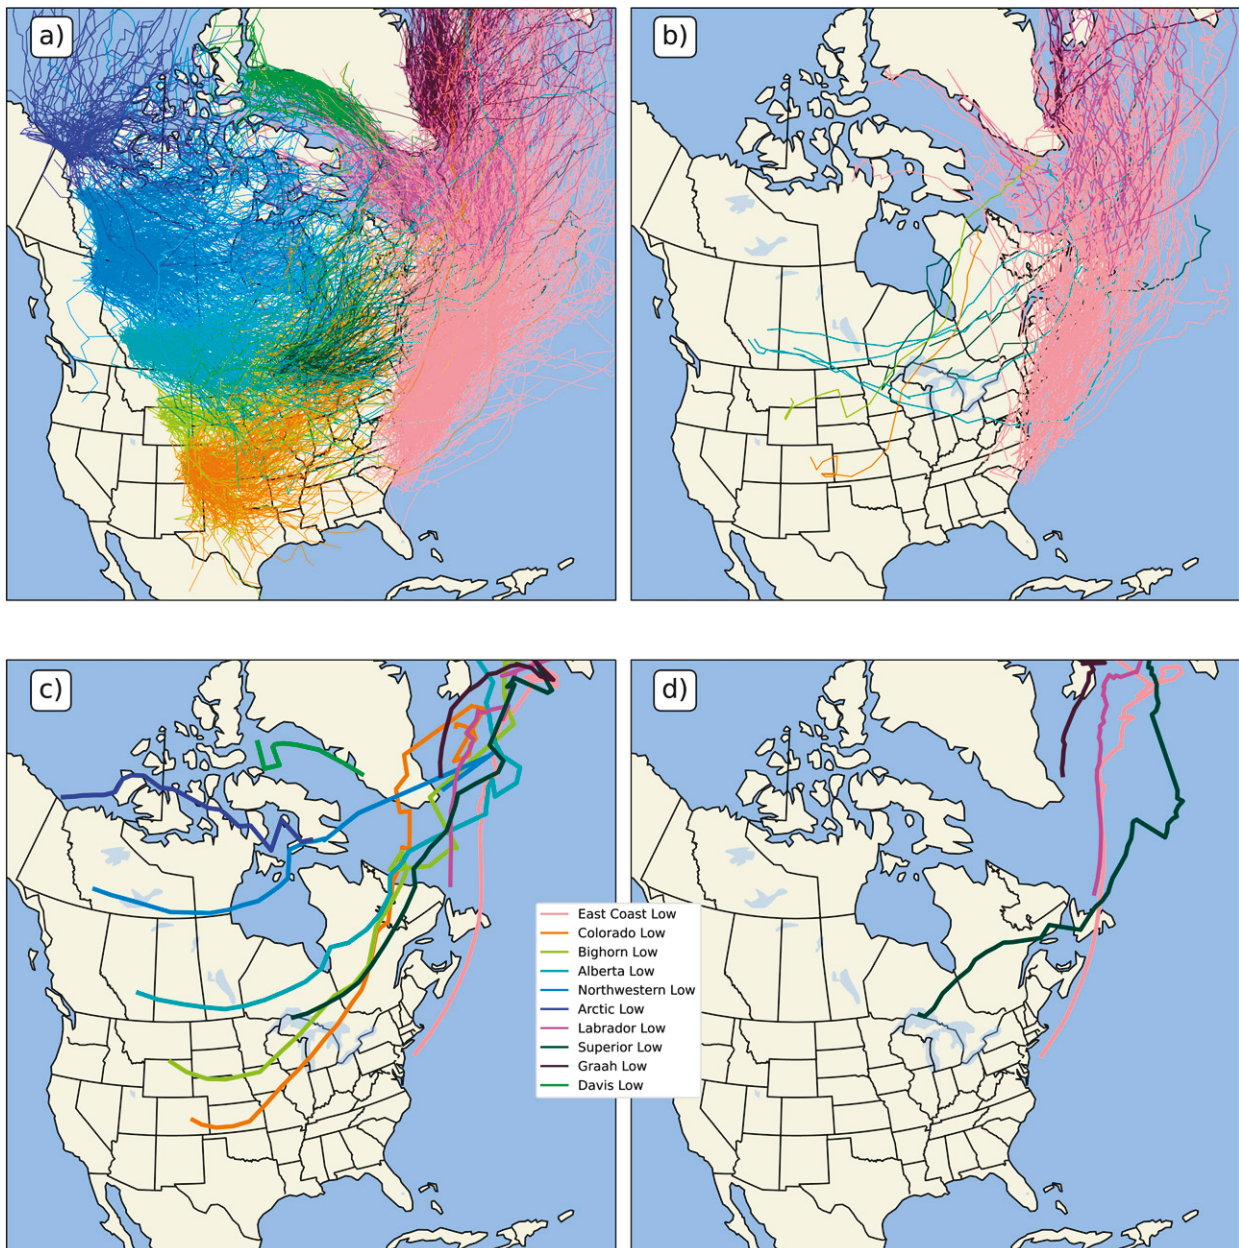 a)
b)
c)
d)
East Coast Low
Colorado Low
Bighorn Low
Alberta Low
Northwestern Low
Arctic Low
Labrador Low
Superior Low
Graah Low
Davis Low